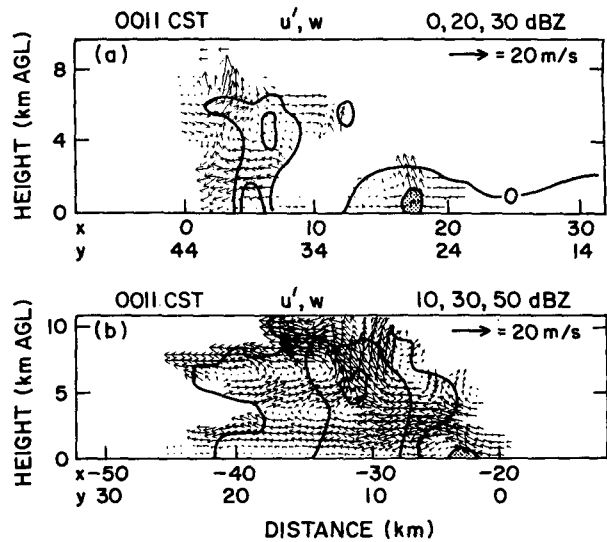 0011 CST u', w 0, 20, 30 dBZ
(a) → = 20 m/s
HEIGHT (km AGL)
8
4
0
x 0 10 20 30
y 44 34 24 14
0011 CST u', w 10, 30, 50 dBZ
(b) → = 20 m/s
HEIGHT (km AGL)
10
5
0
x -50 -40 -30 -20
y 30 20 10 0
DISTANCE (km)